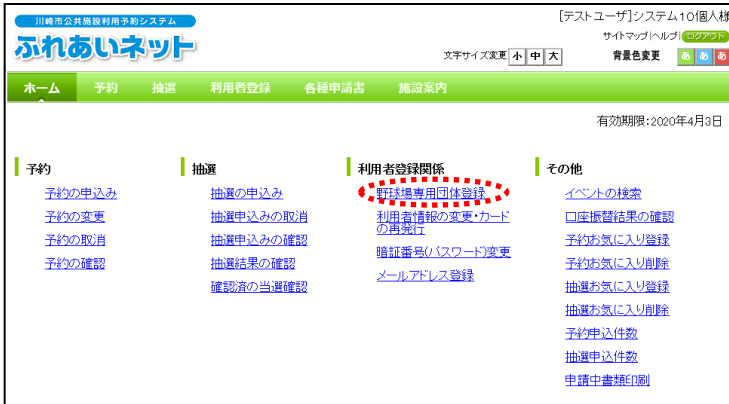 川崎市公共施設利用予約システム
ふれあいネット
[テストユーザ]システム10個人様
サイトマップ|ヘルプ|ログアウト
文字サイズ変更 小 中 大 背景色変更 あ あ あ
ホーム 予約 抽選 利用者登録 各種申請書 施設案内
有効期限:2020年4月3日
予約
予約の申込み
予約の変更
予約の取消
予約の確認
抽選
抽選の申込み
抽選申込みの取消
抽選申込みの確認
抽選結果の確認
確認済の当選確認
利用者登録関係
野球場専用団体登録
利用者情報の変更・カード
の再発行
暗証番号(パスワード)変更
メールアドレス登録
その他
イベントの検索
口座振替結果の確認
予約お気に入り登録
予約お気に入り削除
抽選お気に入り登録
抽選お気に入り削除
予約申込件数
抽選申込件数
申請中書類印刷